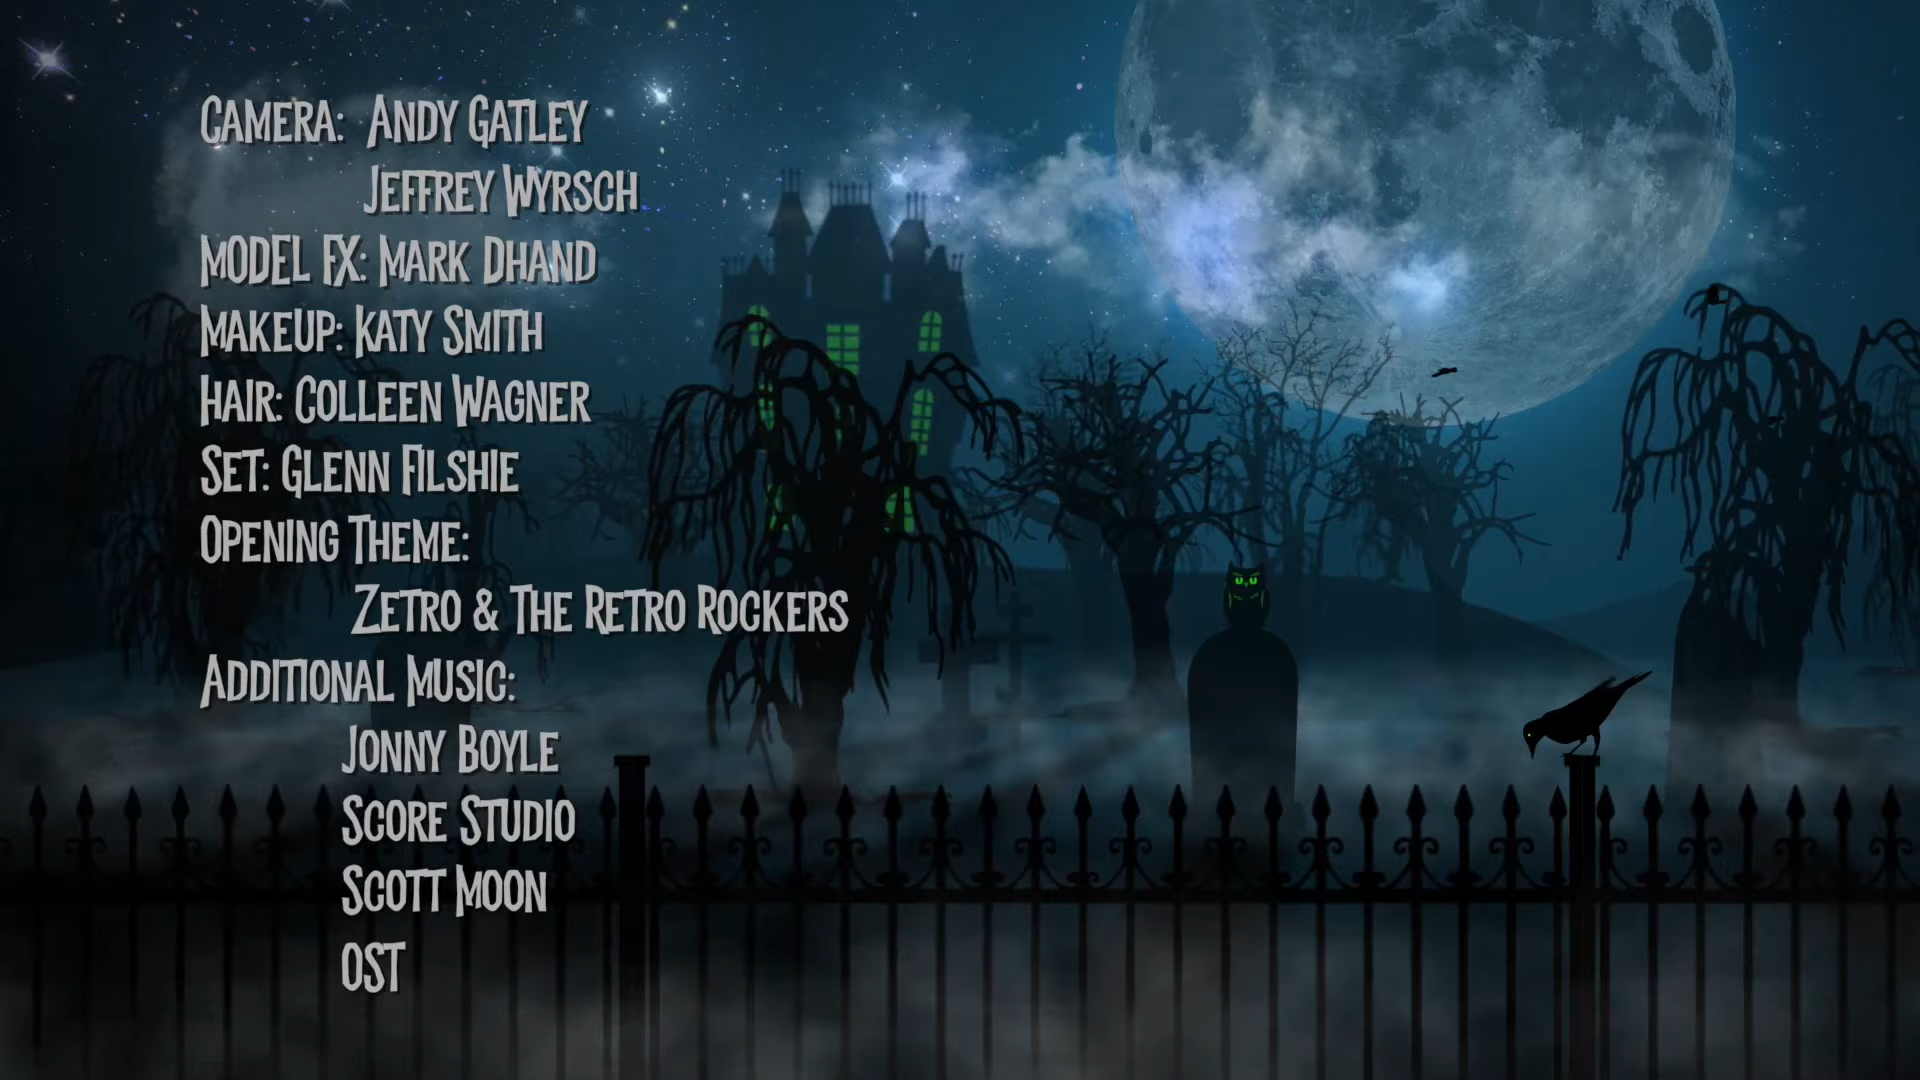 Camera: Andy Gatley
Jeffrey Wyrsch
Model FX: Mark Dhand
Makeup: Katy Smith
Hair: Colleen Wagner
Set: Glenn Filshie
Opening Theme:
Zetro & The Retro Rockers
Additional Music:
Jonny Boyle
Score Studio
Scott Moon
OST